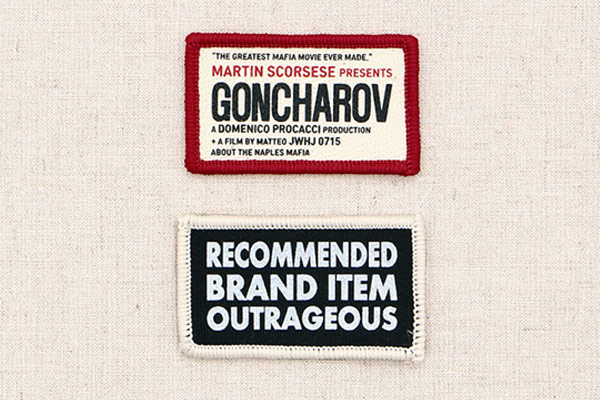 "THE GREATEST MAFIA MOVIE EVER MADE."
MARTIN SCORSESE PRESENTS
GONCHAROV
A DOMENICO PROCACCI PRODUCTION
+ A FILM BY MATTEO JWHJ 0715
ABOUT THE NAPLES MAFIA
RECOMMENDED
BRAND ITEM
OUTRAGEOUS